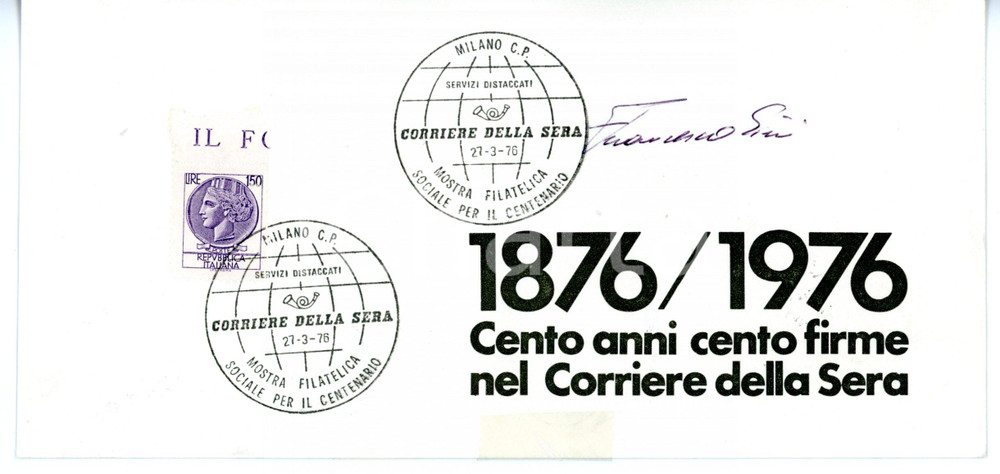 MILANO C.P.
SERVIZI DISTACCATI
CORRIERE DELLA SERA
27-3-76
MOSTRA FILATELICA
SOCIALE PER IL CENTENARIO
Francesco
IL
LIRE 150
REPVBBLICA
ITALIANA
MILANO C.P.
SERVIZI DISTACCATI
CORRIERE DELLA SERA
27-3-76
MOSTRA FILATELICA
SOCIALE PER IL CENTENARIO
1876/1976
Cento anni cento firme
nel Corriere della Sera